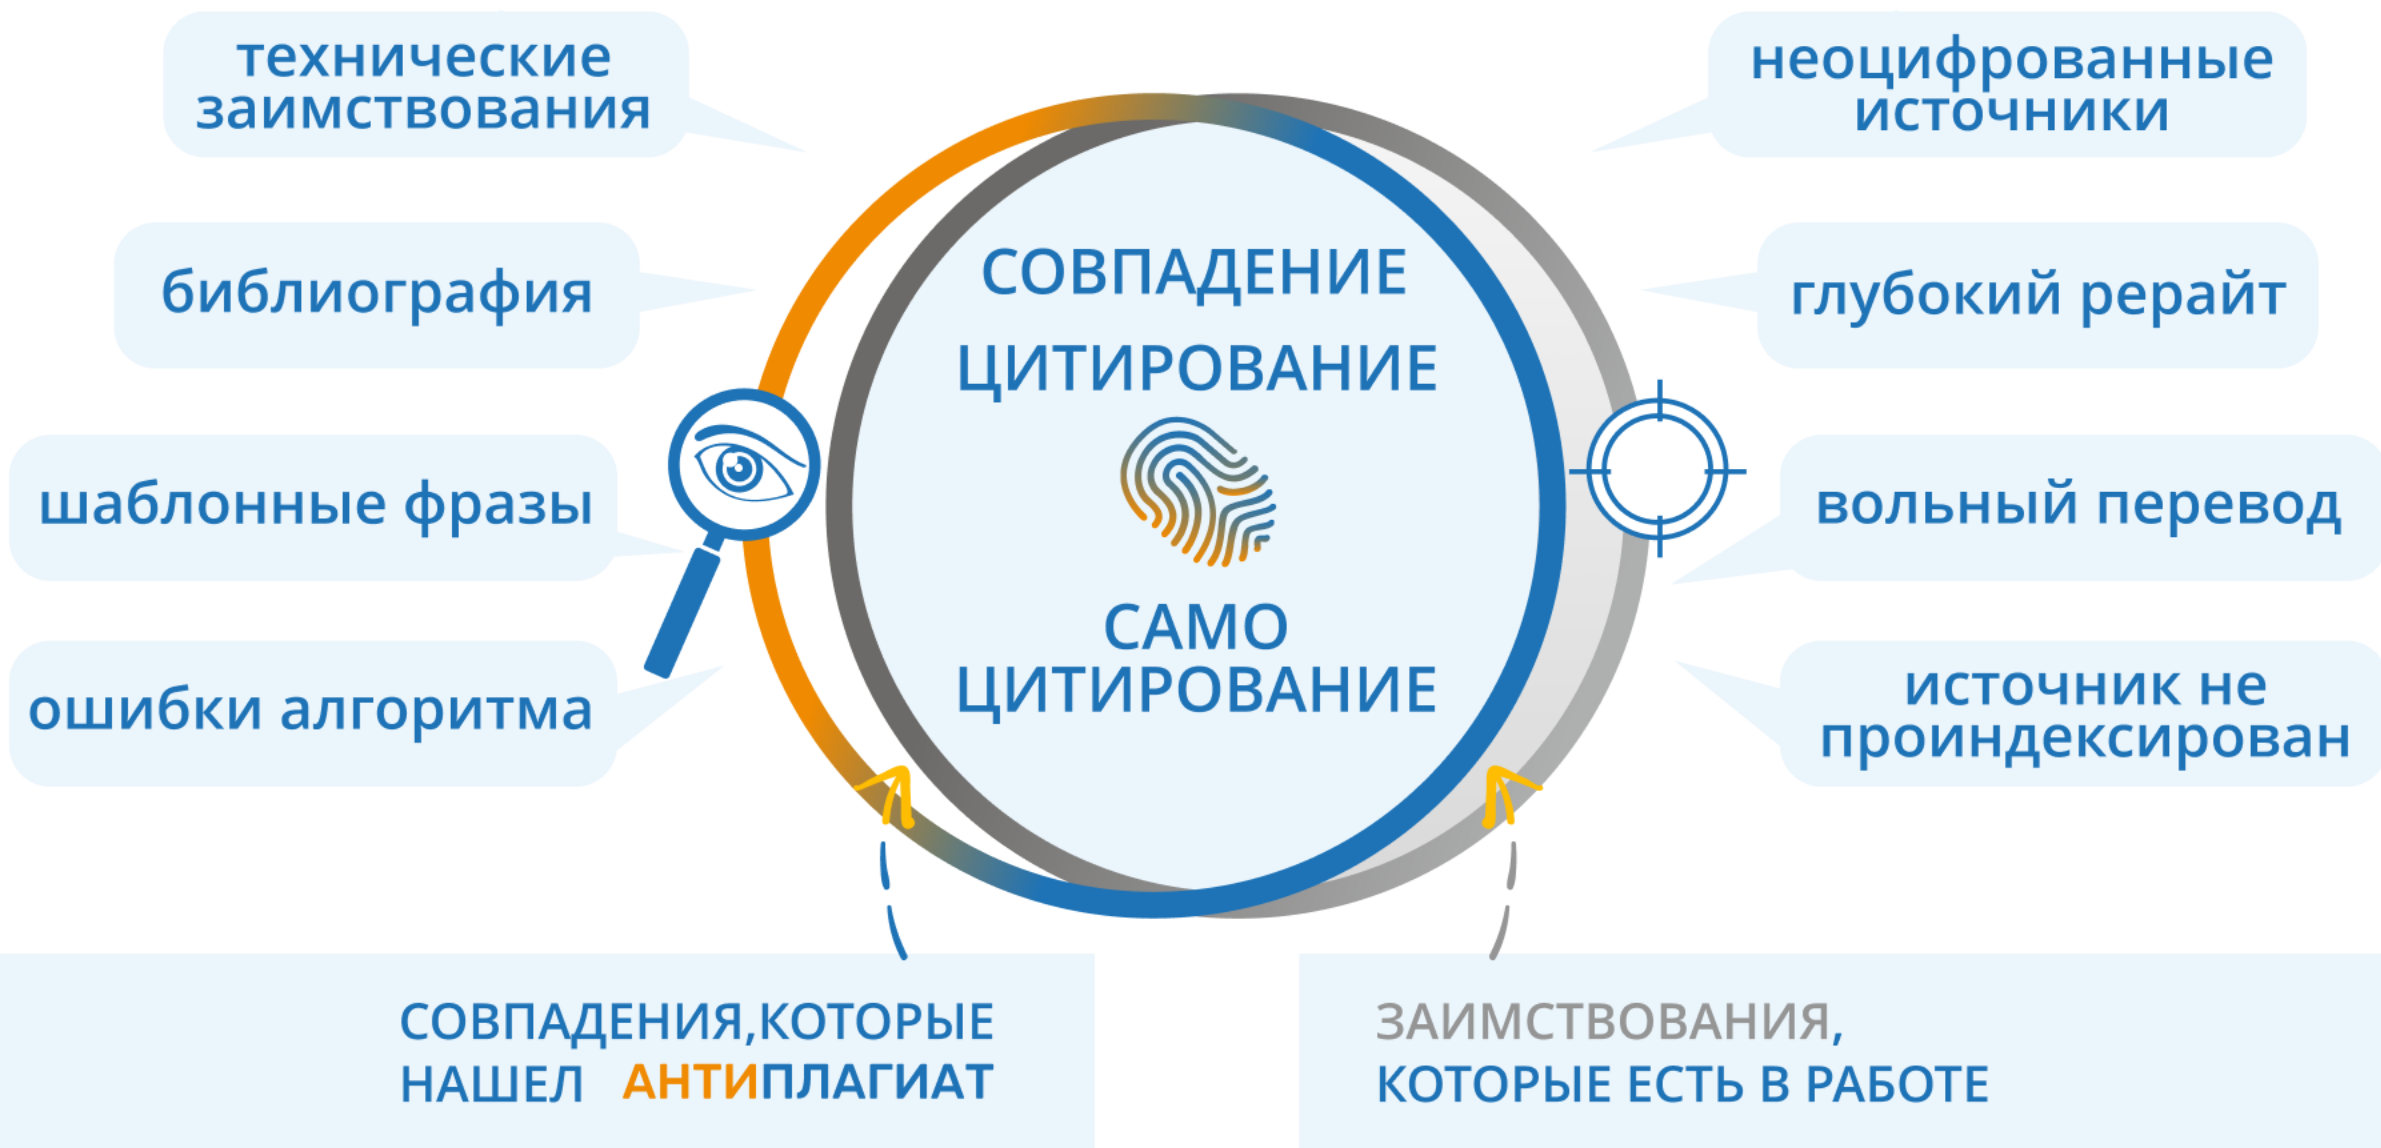 технические
заимствования
библиография
шаблонные фразы
ошибки алгоритма
СОВПАДЕНИЕ
ЦИТИРОВАНИЕ
САМО
ЦИТИРОВАНИЕ
неоцифрованные
источники
глубокий рерайт
вольный перевод
источник не
проиндексирован
СОВПАДЕНИЯ,КОТОРЫЕ
НАШЕЛ АНТИПЛАГИАТ
ЗАИМСТВОВАНИЯ,
КОТОРЫЕ ЕСТЬ В РАБОТЕ